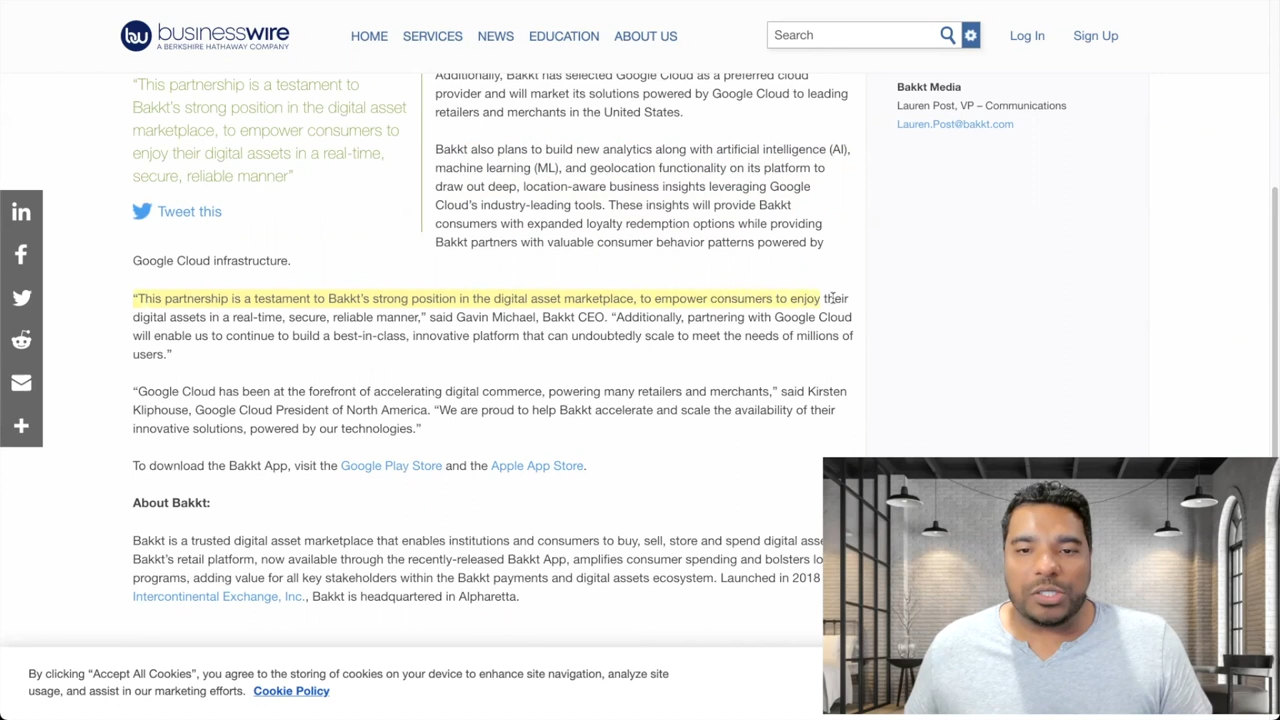 businesswire
A BERKSHIRE HATHAWAY COMPANY
HOME SERVICES NEWS EDUCATION ABOUT US
Search
Log In Sign Up
“This partnership is a testament to
Bakkt’s strong position in the digital asset
marketplace, to empower consumers to
enjoy their digital assets in a real-time,
secure, reliable manner”
Tweet this
Additionally, Bakkt has selected Google Cloud as a preferred cloud
provider and will market its solutions powered by Google Cloud to leading
retailers and merchants in the United States.
Bakkt also plans to build new analytics along with artificial intelligence (AI),
machine learning (ML), and geolocation functionality on its platform to
draw out deep, location-aware business insights leveraging Google
Cloud’s industry-leading tools. These insights will provide Bakkt
consumers with expanded loyalty redemption options while providing
Bakkt partners with valuable consumer behavior patterns powered by
Google Cloud infrastructure.
“This partnership is a testament to Bakkt’s strong position in the digital asset marketplace, to empower consumers to enjoy their
digital assets in a real-time, secure, reliable manner,” said Gavin Michael, Bakkt CEO. “Additionally, partnering with Google Cloud
will enable us to continue to build a best-in-class, innovative platform that can undoubtedly scale to meet the needs of millions of
users.”
“Google Cloud has been at the forefront of accelerating digital commerce, powering many retailers and merchants,” said Kirsten
Kliphouse, Google Cloud President of North America. “We are proud to help Bakkt accelerate and scale the availability of their
innovative solutions, powered by our technologies.”
To download the Bakkt App, visit the Google Play Store and the Apple App Store.
About Bakkt:
Bakkt is a trusted digital asset marketplace that enables institutions and consumers to buy, sell, store and spend digital asse
Bakkt’s retail platform, now available through the recently-released Bakkt App, amplifies consumer spending and bolsters lo
programs, adding value for all key stakeholders within the Bakkt payments and digital assets ecosystem. Launched in 2018
Intercontinental Exchange, Inc., Bakkt is headquartered in Alpharetta.
Bakkt Media
Lauren Post, VP – Communications
Lauren.Post@bakkt.com
By clicking “Accept All Cookies”, you agree to the storing of cookies on your device to enhance site navigation, analyze site
usage, and assist in our marketing efforts. Cookie Policy